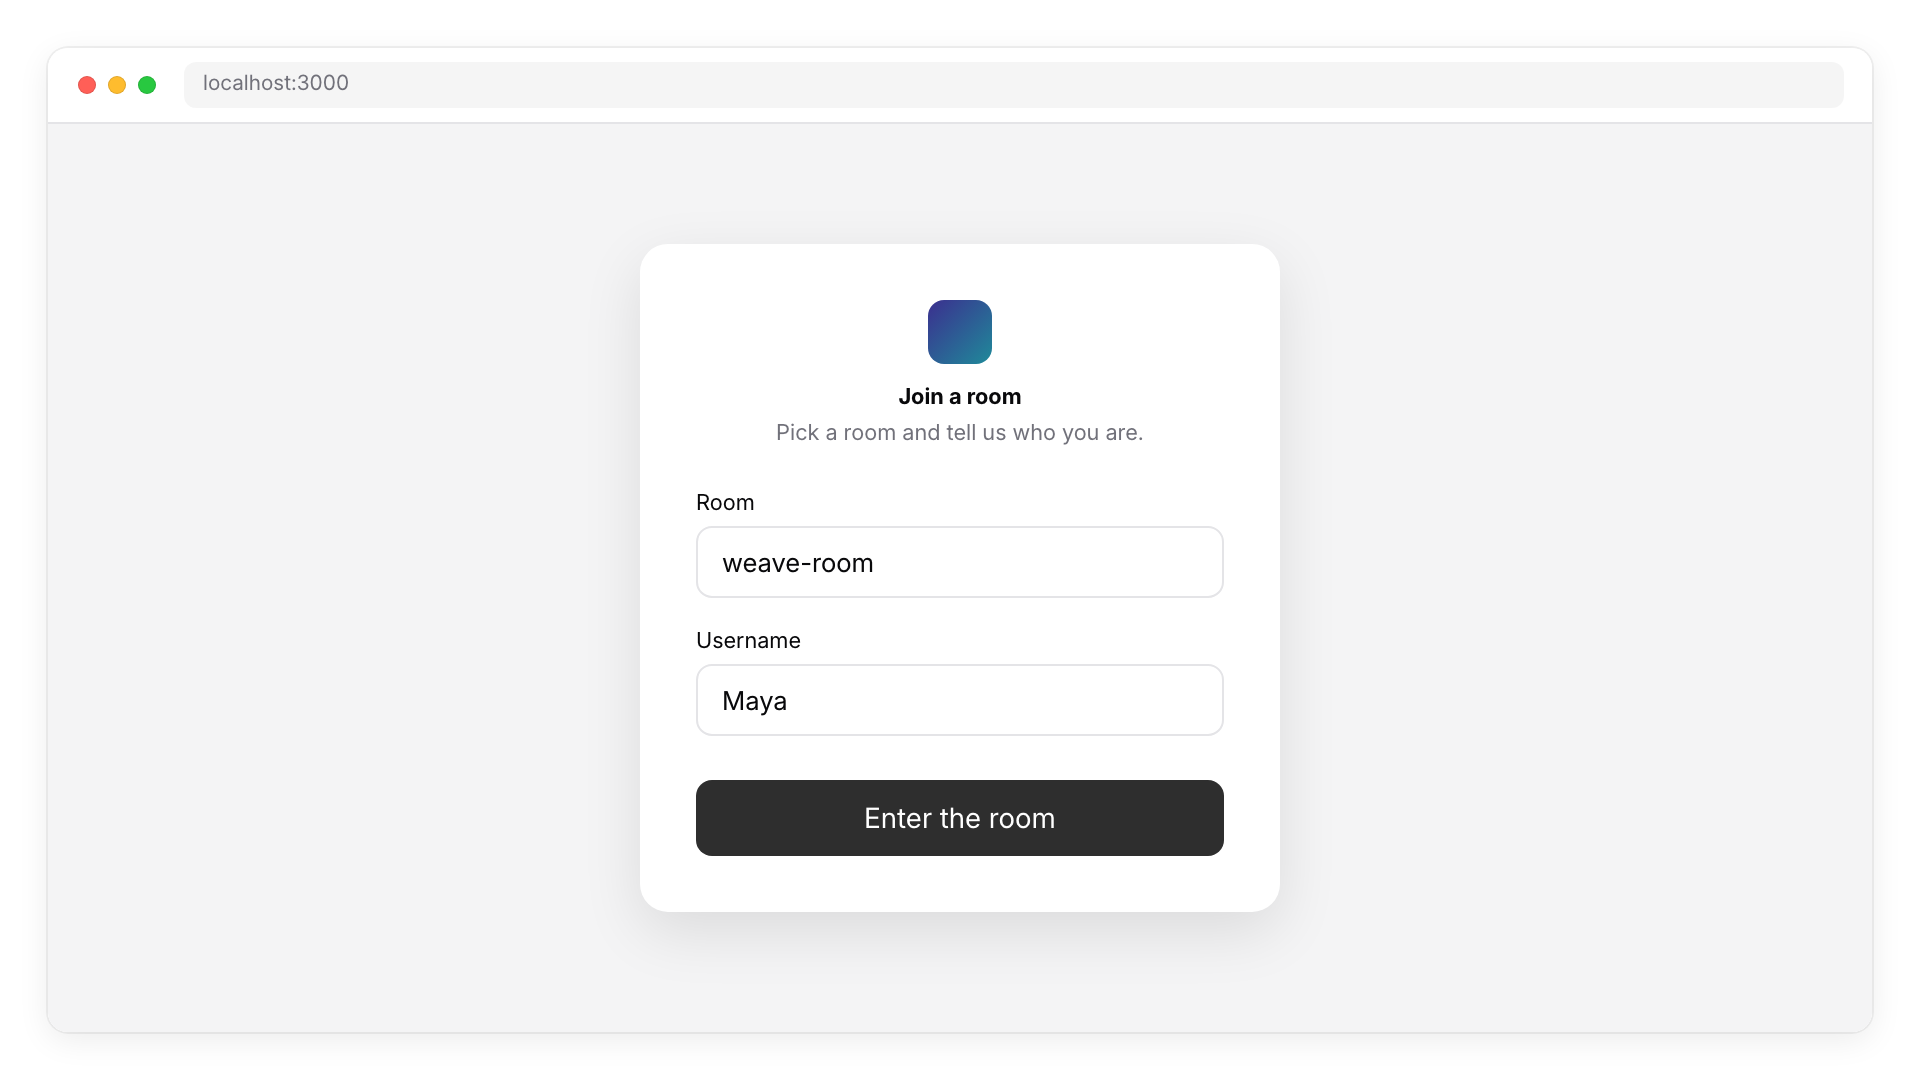 localhost:3000
Join a room
Pick a room and tell us who you are.
Room
weave-room
Username
Maya
Enter the room